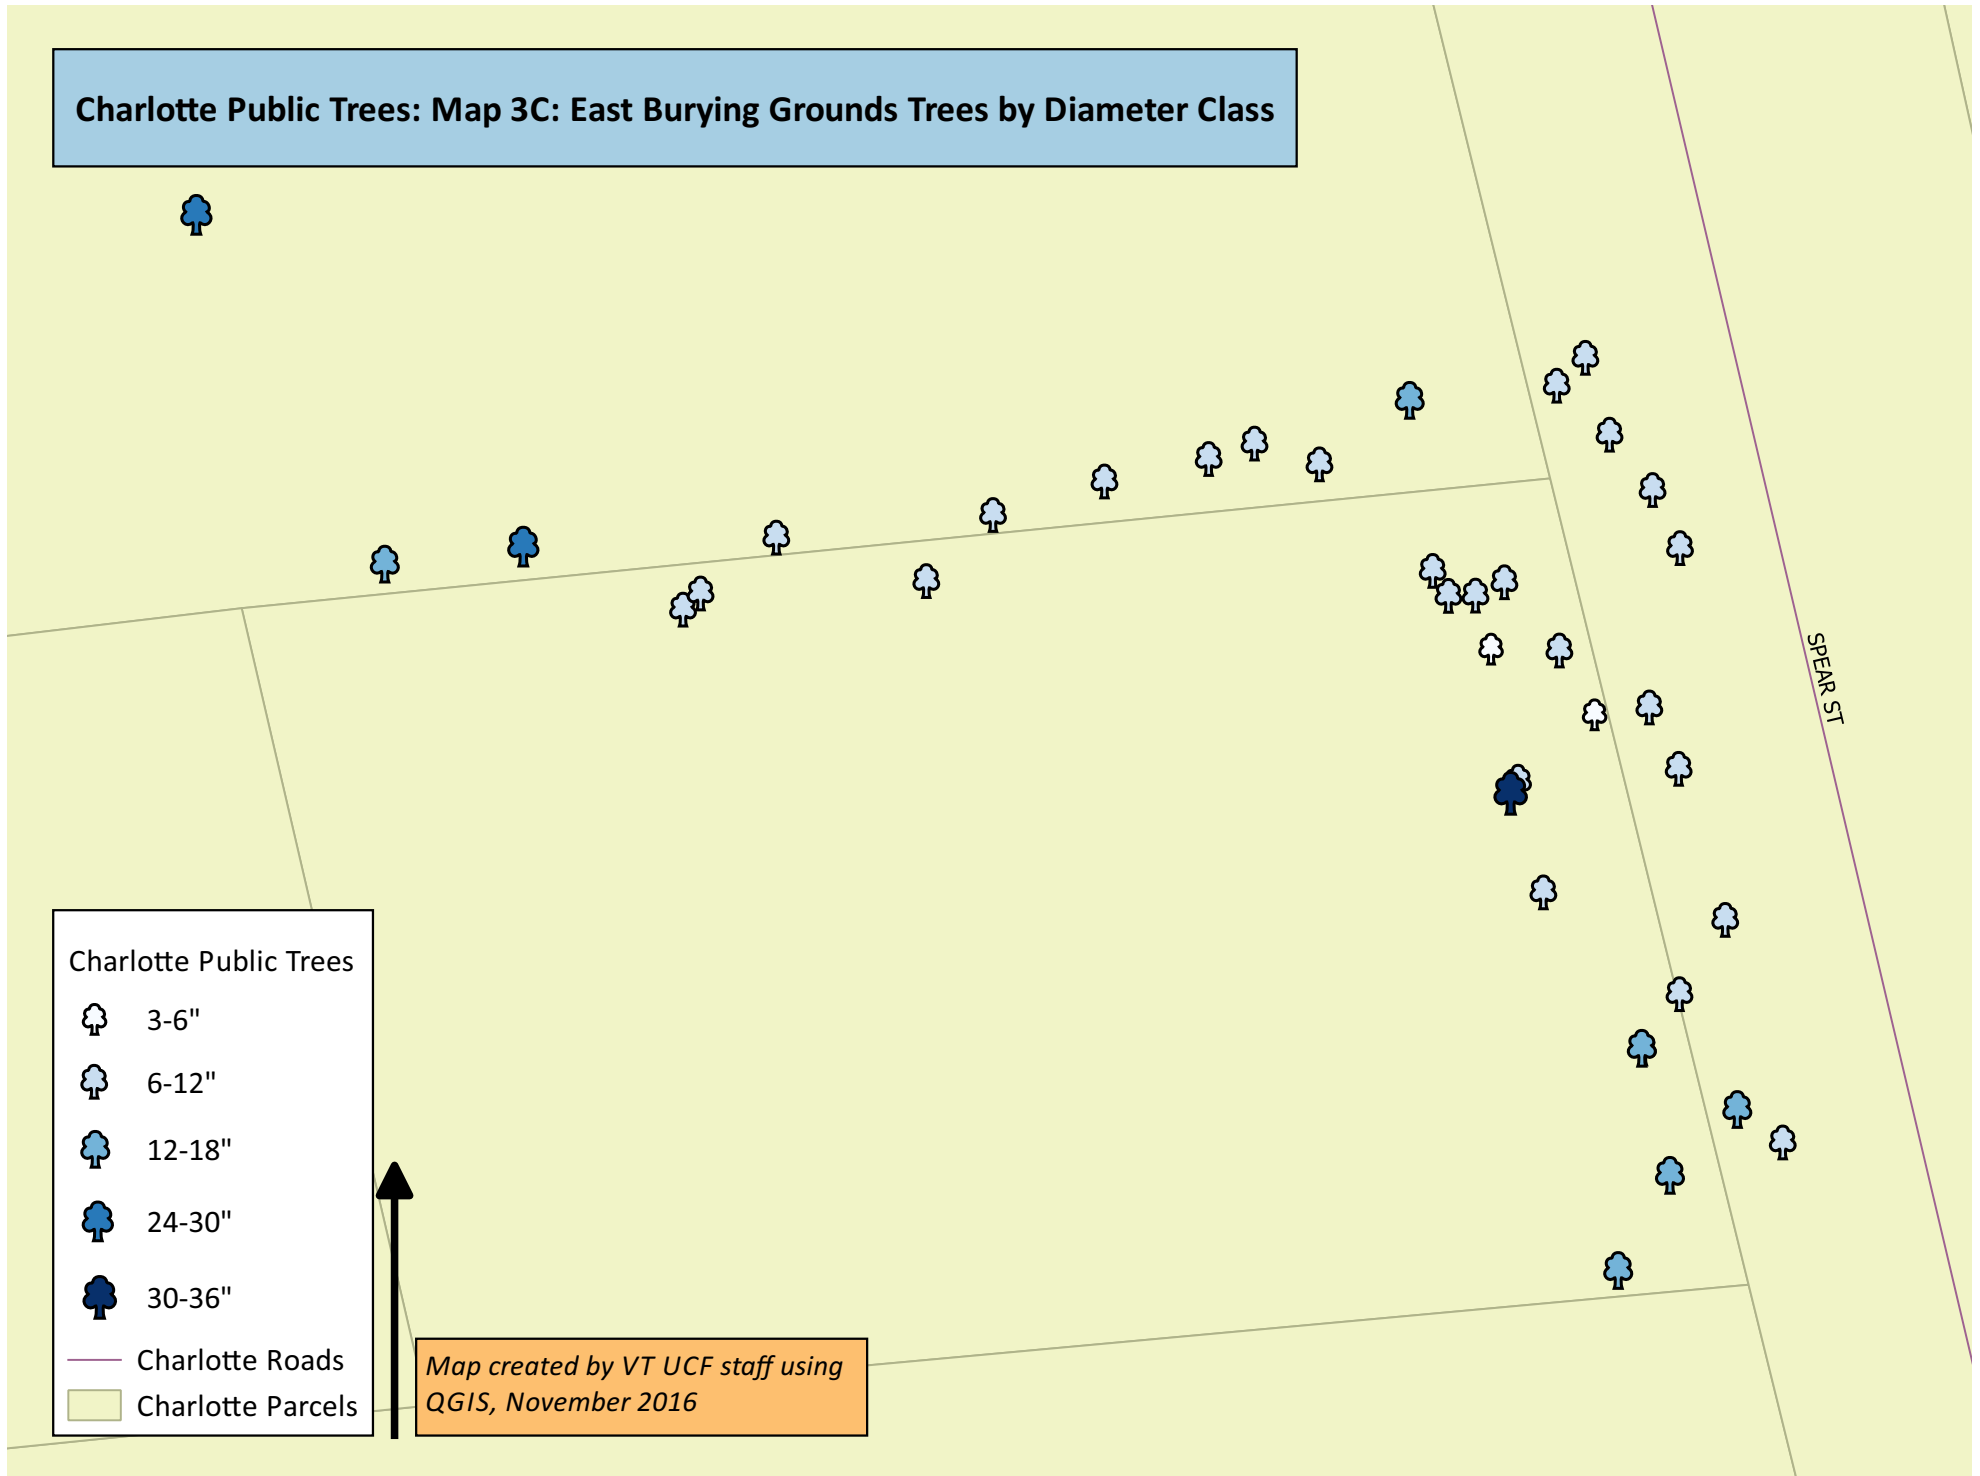 Charlotte Public Trees: Map 3C: East Burying Grounds Trees by Diameter Class
SPEAR ST
Charlotte Public Trees
3-6"
6-12"
12-18"
24-30"
30-36"
Charlotte Roads
Charlotte Parcels
Map created by VT UCF staff using
QGIS, November 2016